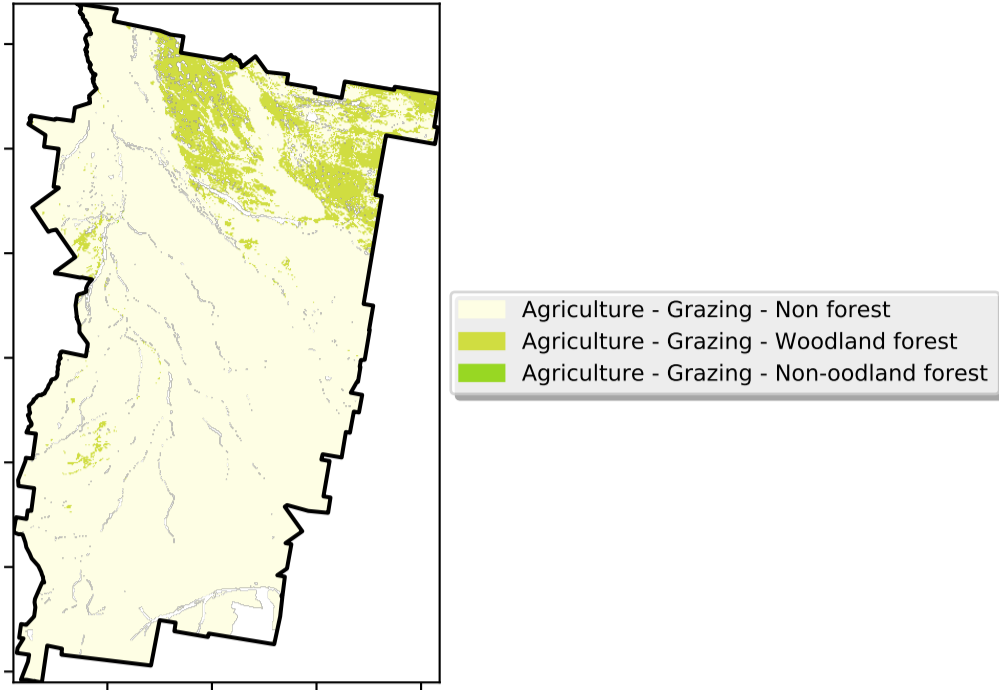 Agriculture - Grazing - Non forest
Agriculture - Grazing - Woodland forest
Agriculture - Grazing - Non-oodland forest